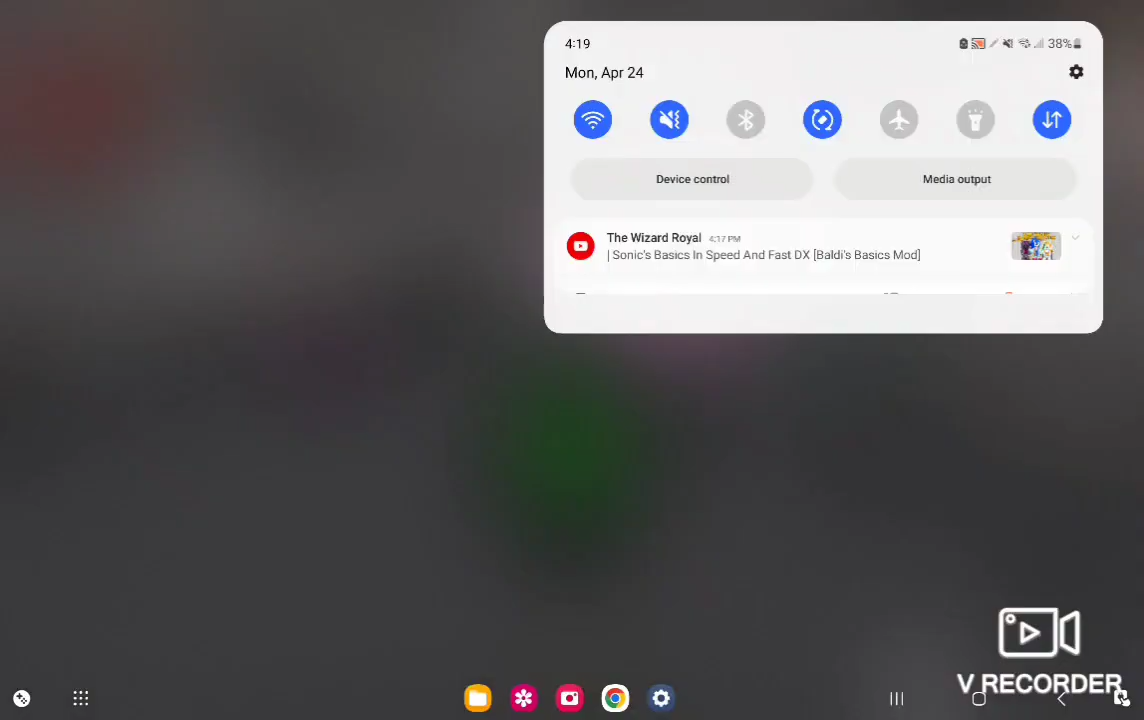 4:19
38%
Mon, Apr 24
Device control
Media output
The Wizard Royal 4:17 PM
| Sonic's Basics In Speed And Fast DX [Baldi's Basics Mod]
V RECORDER